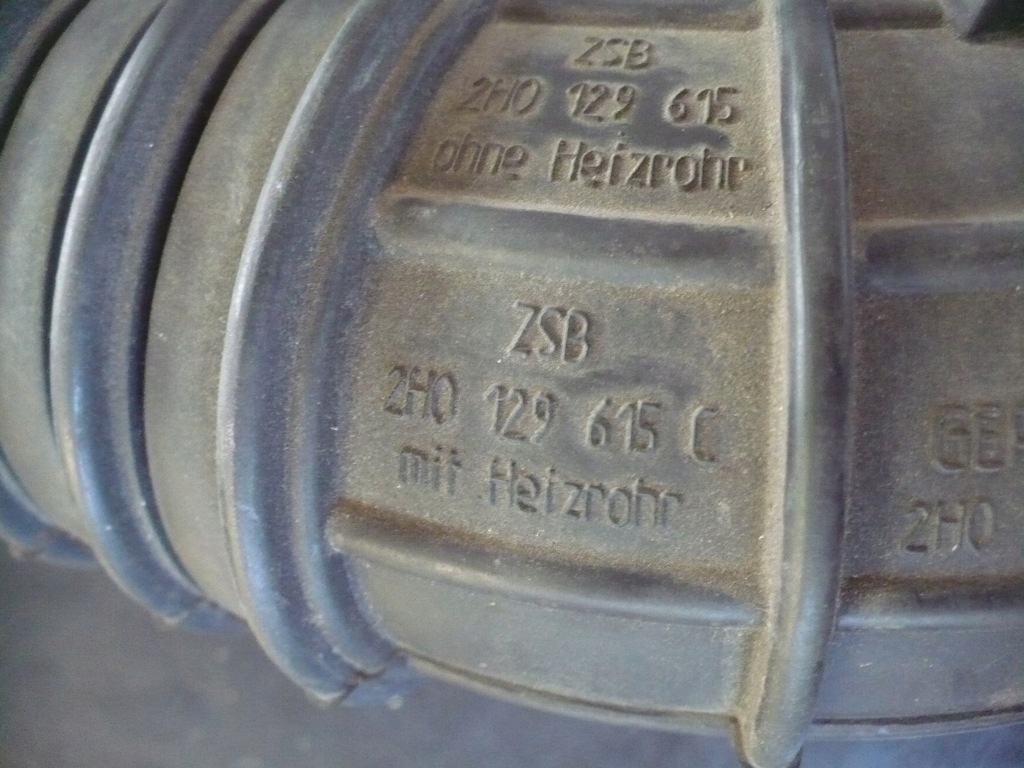 ZSB
2H0 129 615
ohne Heizrohr
ZSB
2H0 129 615 C
mit Heizrohr
2H0